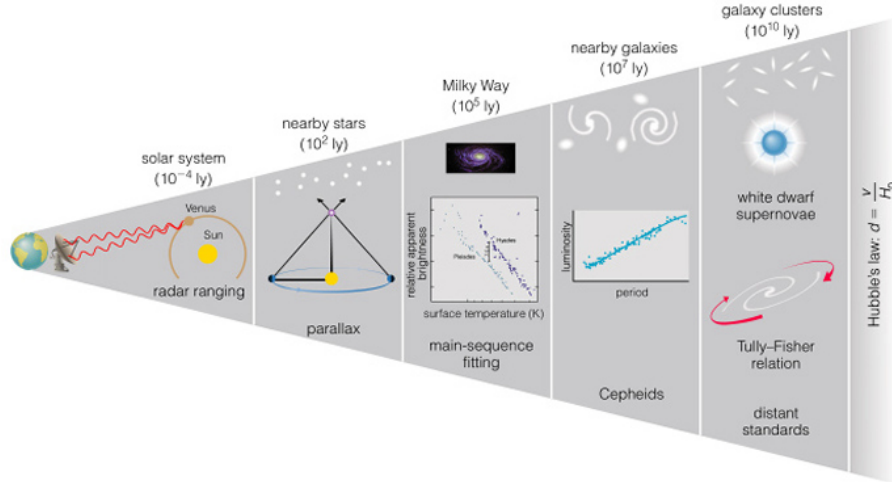 solar system
(10⁻⁴ ly)
Venus
Sun
radar ranging
nearby stars
(10² ly)
parallax
Milky Way
(10⁵ ly)
relative apparent
brightness
Hyades
Pleiades
surface temperature (K)
main-sequence
fitting
nearby galaxies
(10⁷ ly)
luminosity
period
Cepheids
galaxy clusters
(10¹⁰ ly)
white dwarf
supernovae
Tully–Fisher
relation
distant
standards
Hubble's law: d = v/H₀